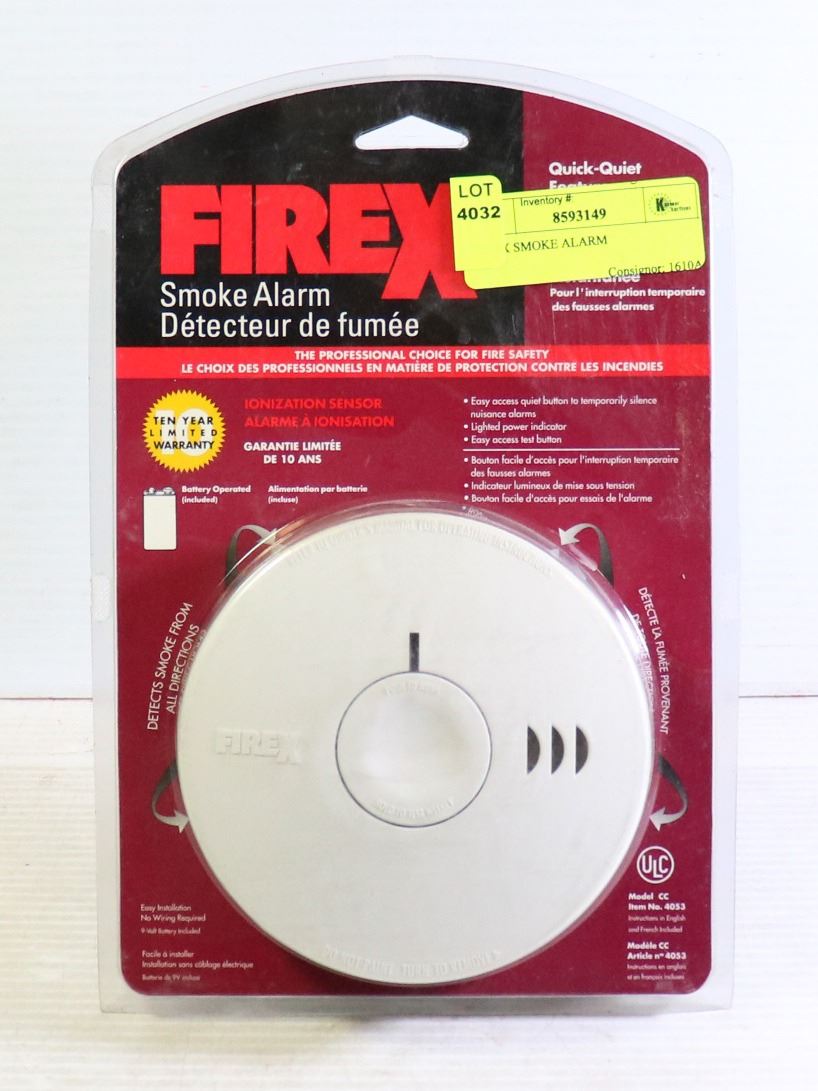 FIREX
Smoke Alarm
Détecteur de fumée
Quick-Quiet
LOT
4032
Inventory #
8593149
X SMOKE ALARM
Consignor: 1610A
Pour l'interruption temporaire
des fausses alarmes
THE PROFESSIONAL CHOICE FOR FIRE SAFETY
LE CHOIX DES PROFESSIONNELS EN MATIÈRE DE PROTECTION CONTRE LES INCENDIES
10
TEN YEAR
LIMITED
WARRANTY
IONIZATION SENSOR
ALARME À IONISATION
GARANTIE LIMITÉE
DE 10 ANS
• Easy access quiet button to temporarily silence
nuisance alarms
• Lighted power indicator
• Easy access test button
• Bouton facile d'accès pour l'interruption temporaire
des fausses alarmes
• Indicateur lumineux de mise sous tension
• Bouton facile d'accès pour essais de l'alarme
Battery Operated
(included)
Alimentation par batterie
(incluse)
DETECTS SMOKE FROM
ALL DIRECTIONS
DÉTECTE LA FUMÉE PROVENANT
FIREX
ULC
Easy Installation
No Wiring Required
9-Volt Battery Included
Facile à installer
Installation sans câblage électrique
Batterie de 9V incluse
Model CC
Item No. 4053
Instructions in English
and French Included
Modèle CC
Article nº 4053
Instructions en anglais
et en français incluses